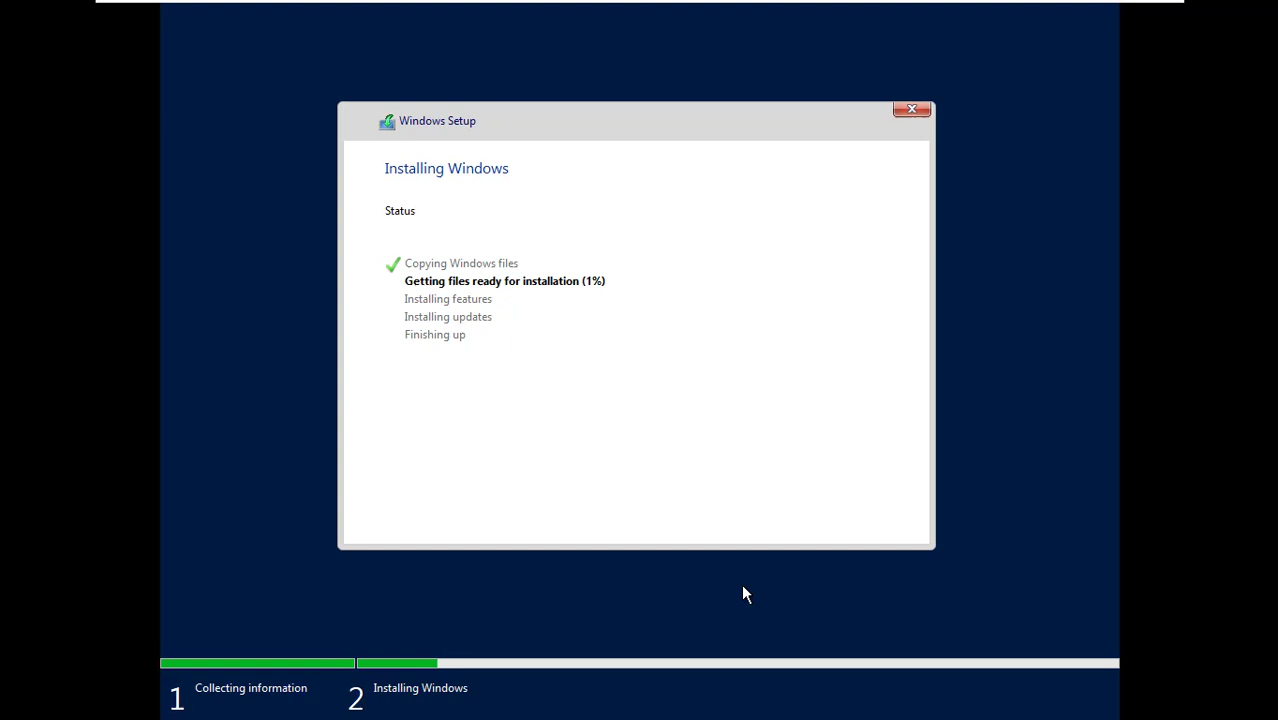 Windows Setup
Installing Windows
Status
Copying Windows files
Getting files ready for installation (1%)
Installing features
Installing updates
Finishing up
1 Collecting information
2 Installing Windows